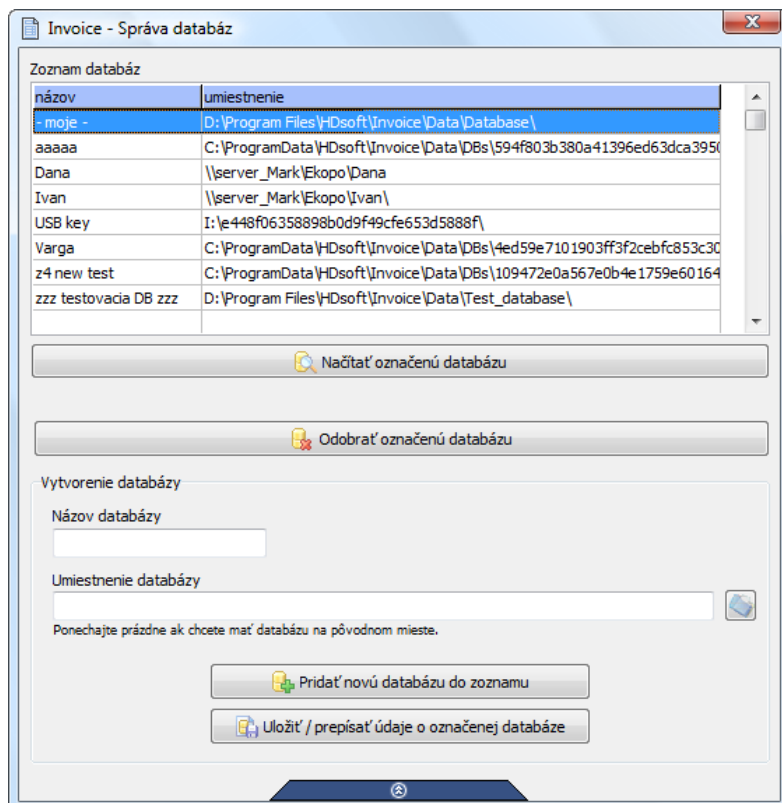 Invoice - Správa databáz
Zoznam databáz
názov umiestnenie
- moje - D:\Program Files\HDsoft\Invoice\Data\Database\
aaaaa C:\ProgramData\HDsoft\Invoice\Data\DBs\594f803b380a41396ed63dca3950
Dana \\server_Mark\Ekopo\Dana
Ivan \\server_Mark\Ekopo\Ivan\
USB key I:\e448f06358898b0d9f49cfe653d5888f\
Varga C:\ProgramData\HDsoft\Invoice\Data\DBs\4ed59e7101903ff3f2cebfc853c30
z4 new test C:\ProgramData\HDsoft\Invoice\Data\DBs\109472e0a567e0b4e1759e60164
zzz testovacia DB zzz D:\Program Files\HDsoft\Invoice\Data\Test_database\
Načítať označenú databázu
Odobrať označenú databázu
Vytvorenie databázy
Názov databázy
Umiestnenie databázy
Ponechajte prázdne ak chcete mať databázu na pôvodnom mieste.
Pridať novú databázu do zoznamu
Uložiť / prepísať údaje o označenej databáze